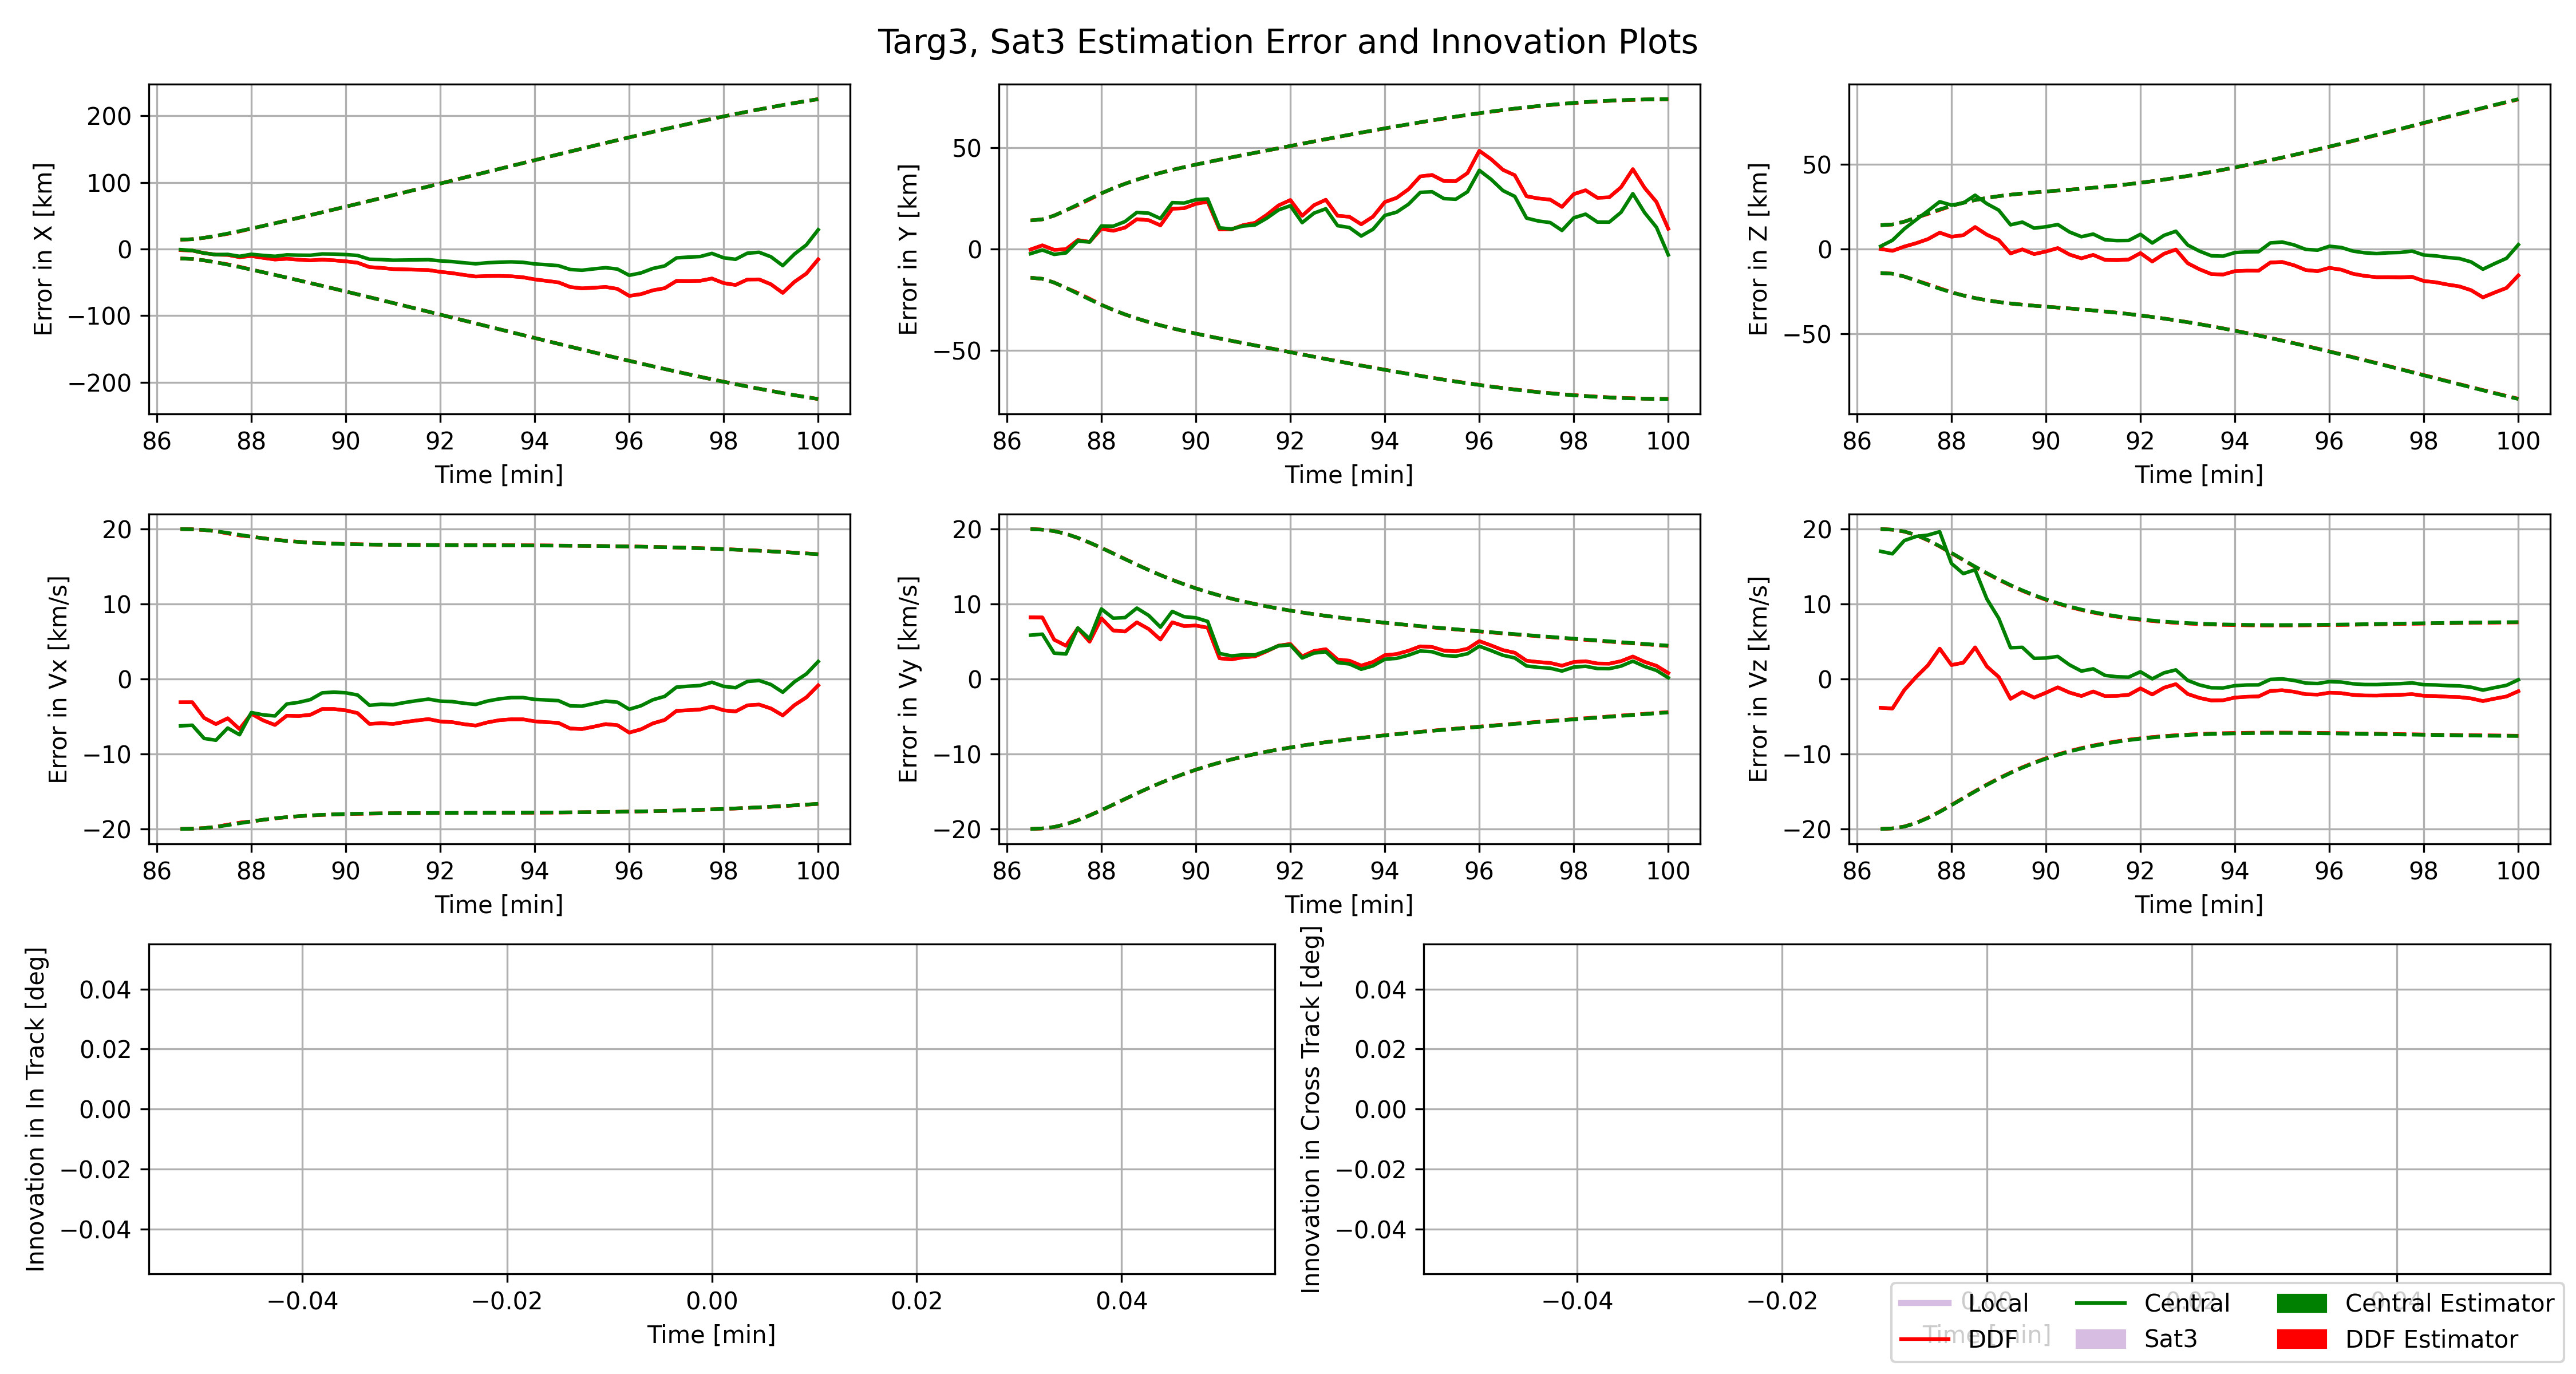 Targ3, Sat3 Estimation Error and Innovation Plots
Error in X [km]
200
100
0
−100
−200
86 88 90 92 94 96 98 100
Time [min]
Error in Y [km]
50
0
−50
86 88 90 92 94 96 98 100
Time [min]
Error in Z [km]
50
0
−50
86 88 90 92 94 96 98 100
Time [min]
Error in Vx [km/s]
20
10
0
−10
−20
86 88 90 92 94 96 98 100
Time [min]
Error in Vy [km/s]
20
10
0
−10
−20
86 88 90 92 94 96 98 100
Time [min]
Error in Vz [km/s]
20
10
0
−10
−20
86 88 90 92 94 96 98 100
Time [min]
Innovation in In Track [deg]
0.04
0.02
0.00
−0.02
−0.04
−0.04 −0.02 0.00 0.02 0.04
Time [min]
Innovation in Cross Track [deg]
0.04
0.02
0.00
−0.02
−0.04
−0.04 −0.02 0.00 0.02 0.04
Time [min]
Local
DDF
Central
Sat3
Central Estimator
DDF Estimator